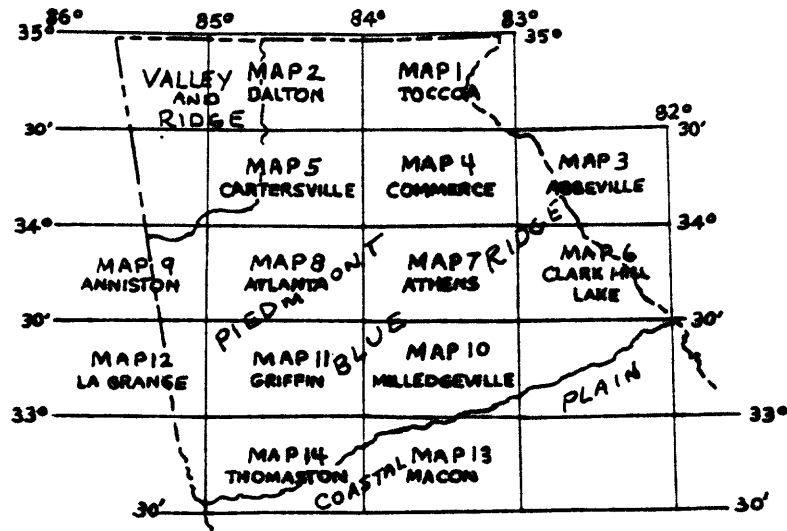 86° 85° 84° 83°
35° 35°
VALLEY
AND
RIDGE
MAP 2
DALTON
MAP 1
TOCCOA
82°
30' 30'
MAP 5
CARTERSVILLE
MAP 4
COMMERCE
MAP 3
ABBEVILLE
34° 34°
MAP 9
ANNISTON
MAP 8
ATLANTA
MAP 7
ATHENS
MAP 6
CLARK HILL
LAKE
PIEDMONT
BLUE RIDGE
30' 30'
MAP 12
LA GRANGE
MAP 11
GRIFFIN
MAP 10
MILLEDGEVILLE
33° 33°
MAP 14
THOMASTON
MAP 13
MACON
COASTAL PLAIN
30' 30'